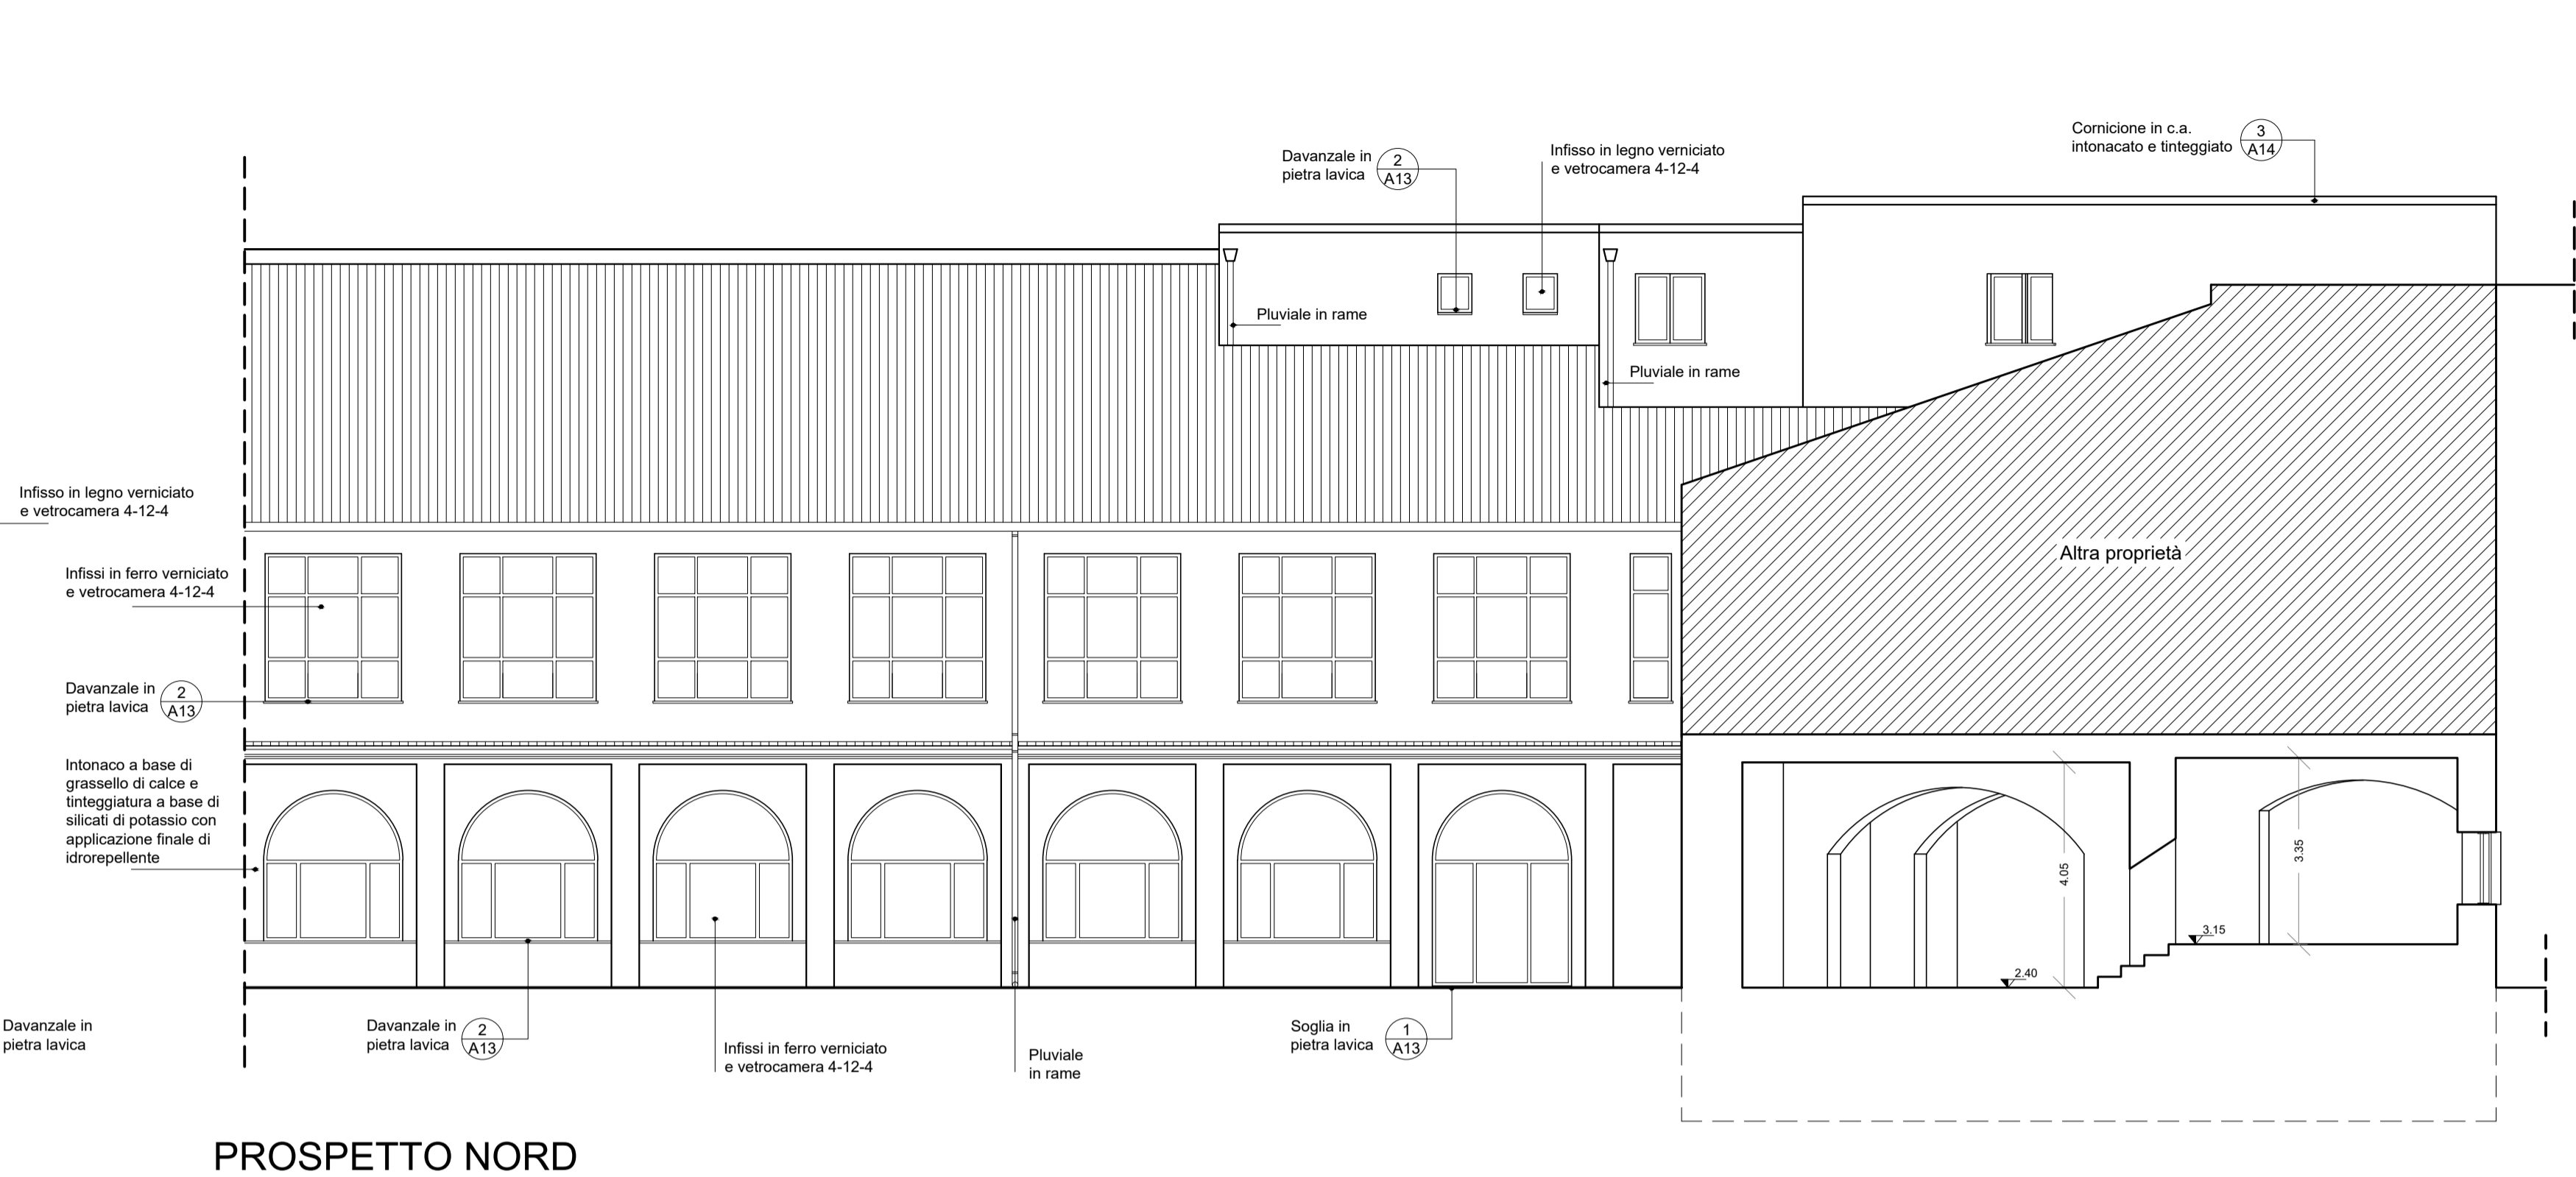 Cornicione in c.a.
intonacato e tinteggiato
3
A14
Davanzale in
pietra lavica
2
A13
Infisso in legno verniciato
e vetrocamera 4-12-4
Pluviale in rame
Pluviale in rame
Infisso in legno verniciato
e vetrocamera 4-12-4
Altra proprietà
Infissi in ferro verniciato
e vetrocamera 4-12-4
Davanzale in
pietra lavica
2
A13
Intonaco a base di
grassello di calce e
tinteggiatura a base di
silicati di potassio con
applicazione finale di
idrorepellente
4.05
3.35
3.15
2.40
Davanzale in
pietra lavica
Davanzale in
pietra lavica
2
A13
Infissi in ferro verniciato
e vetrocamera 4-12-4
Pluviale
in rame
Soglia in
pietra lavica
1
A13
PROSPETTO NORD